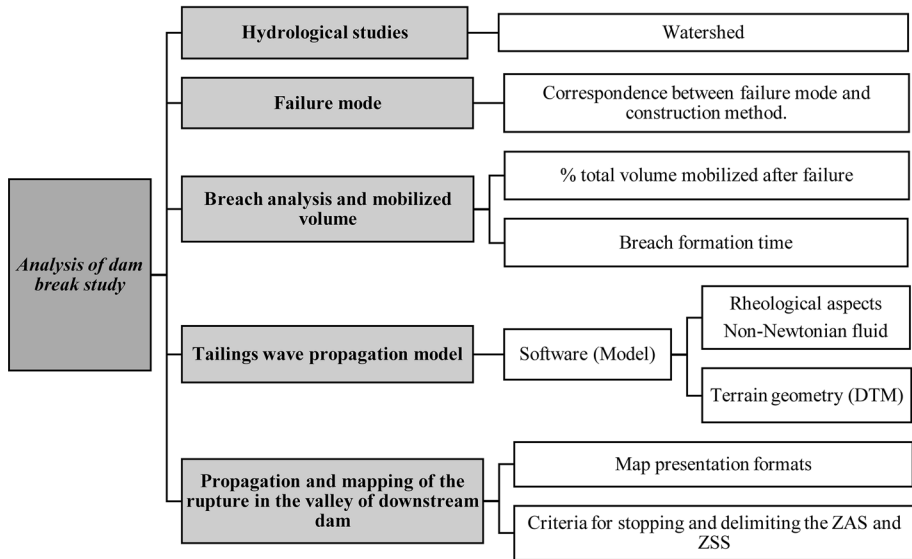 Analysis of dam
break study
Hydrological studies
Watershed
Failure mode
Correspondence between failure mode and
construction method.
Breach analysis and mobilized
volume
% total volume mobilized after failure
Breach formation time
Tailings wave propagation model
Software (Model)
Rheological aspects
Non-Newtonian fluid
Terrain geometry (DTM)
Propagation and mapping of the
rupture in the valley of downstream
dam
Map presentation formats
Criteria for stopping and delimiting the ZAS and
ZSS